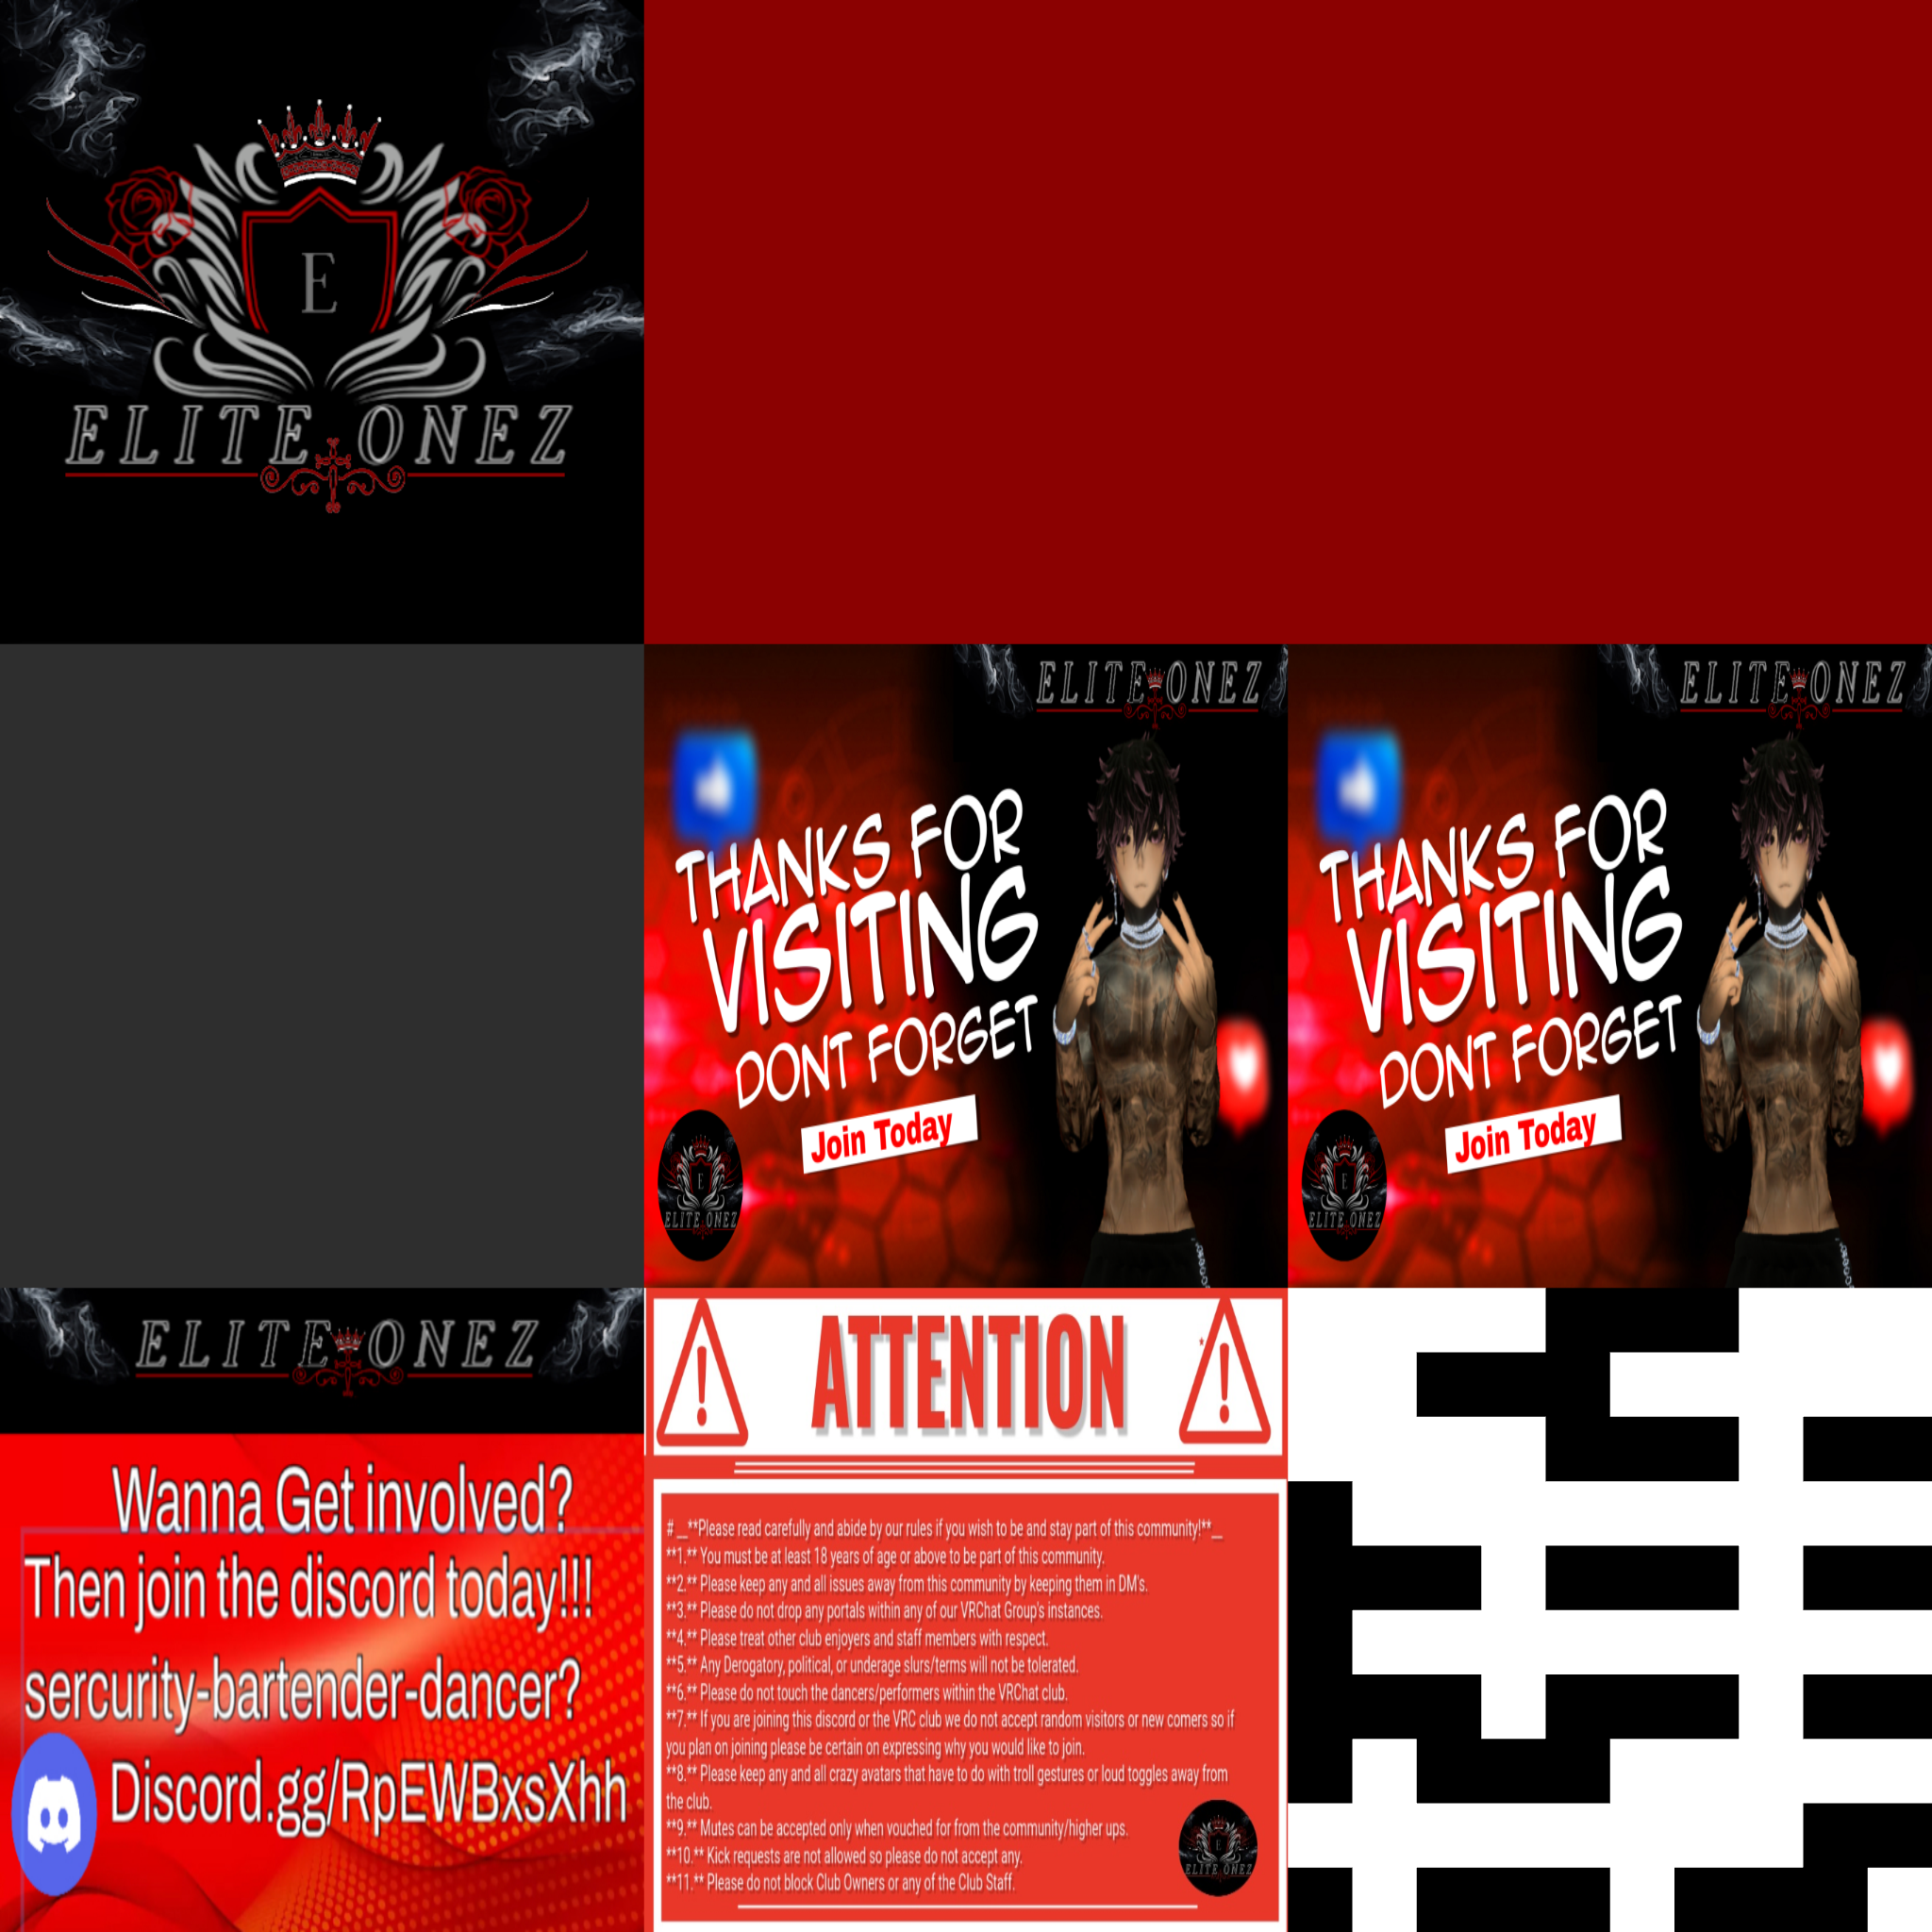 E
ELITE ONEZ
ELITE ONEZ
THANKS FOR
VISITING
DONT FORGET
Join Today
E
ELITE ONEZ
ELITE ONEZ
THANKS FOR
VISITING
DONT FORGET
Join Today
E
ELITE ONEZ
ELITE ONEZ
Wanna Get involved?
Then join the discord today!!!
sercurity-bartender-dancer?
Discord.gg/RpEWBxsXhh
! ATTENTION !
# __**Please read carefully and abide by our rules if you wish to be and stay part of this community!**__
**1.** You must be at least 18 years of age or above to be part of this community.
**2.** Please keep any and all issues away from this community by keeping them in DM's.
**3.** Please do not drop any portals within any of our VRChat Group's instances.
**4.** Please treat other club enjoyers and staff members with respect.
**5.** Any Derogatory, political, or underage slurs/terms will not be tolerated.
**6.** Please do not touch the dancers/performers within the VRChat club.
**7.** If you are joining this discord or the VRC club we do not accept random visitors or new comers so if
you plan on joining please be certain on expressing why you would like to join.
**8.** Please keep any and all crazy avatars that have to do with troll gestures or loud toggles away from
the club.
**9.** Mutes can be accepted only when vouched for from the community/higher ups.
**10.** Kick requests are not allowed so please do not accept any.
**11.** Please do not block Club Owners or any of the Club Staff.
E
ELITE ONEZ